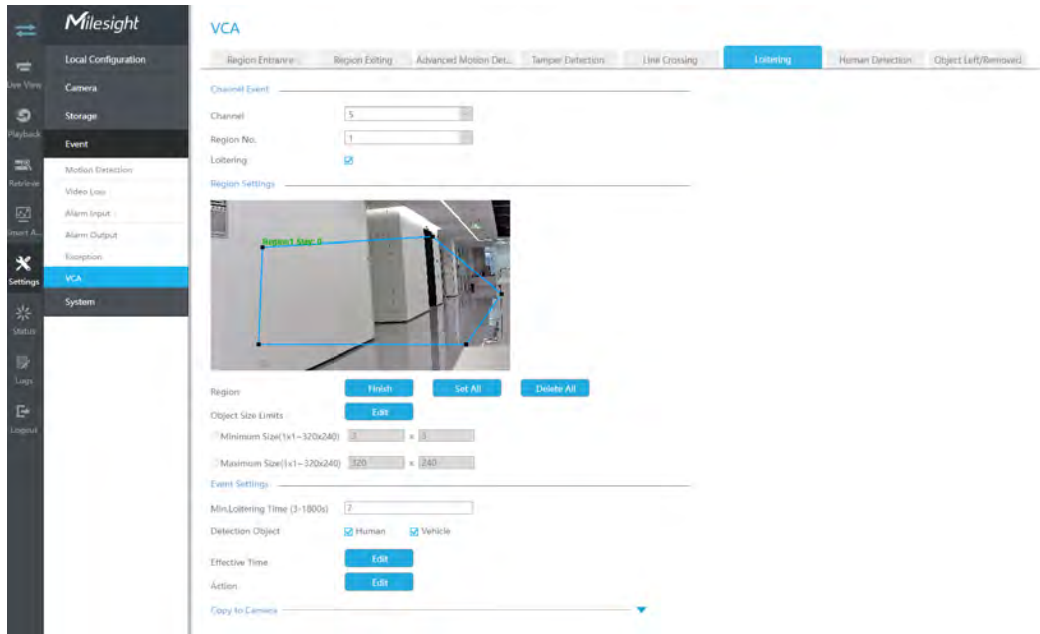 Milesight
Live View
Playback
Retrieve
Smart A...
Settings
Status
Logs
Logout
Local Configuration
Camera
Storage
Event
Motion Detection
Video Loss
Alarm Input
Alarm Output
Exception
VCA
System
VCA
Region Entrance Region Exiting Advanced Motion Det... Tamper Detection Line Crossing Loitering Human Detection Object Left/Removed
Channel Event
Channel 5
Region No. 1
Loitering
Region Settings
Region1 Stay: 0
Region Finish Set All Delete All
Object Size Limits Edit
Minimum Size(1x1~320x240) 3 x 3
Maximum Size(1x1~320x240) 320 x 240
Event Settings
Min.Loitering Time (3-1800s) 7
Detection Object Human Vehicle
Effective Time Edit
Action Edit
Copy to Camera